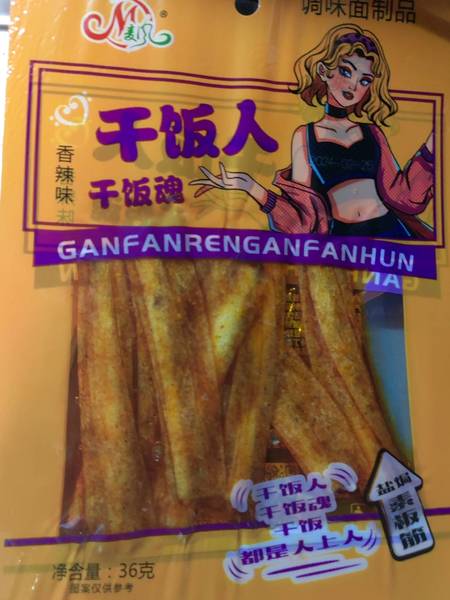 麦风®
调味面制品
香辣味
干饭人
干饭魂
GANFANRENGANFANHUN
干饭人
干饭魂
干饭
都是人上人
盐焗
素板筋
净含量：36克
图案仅供参考